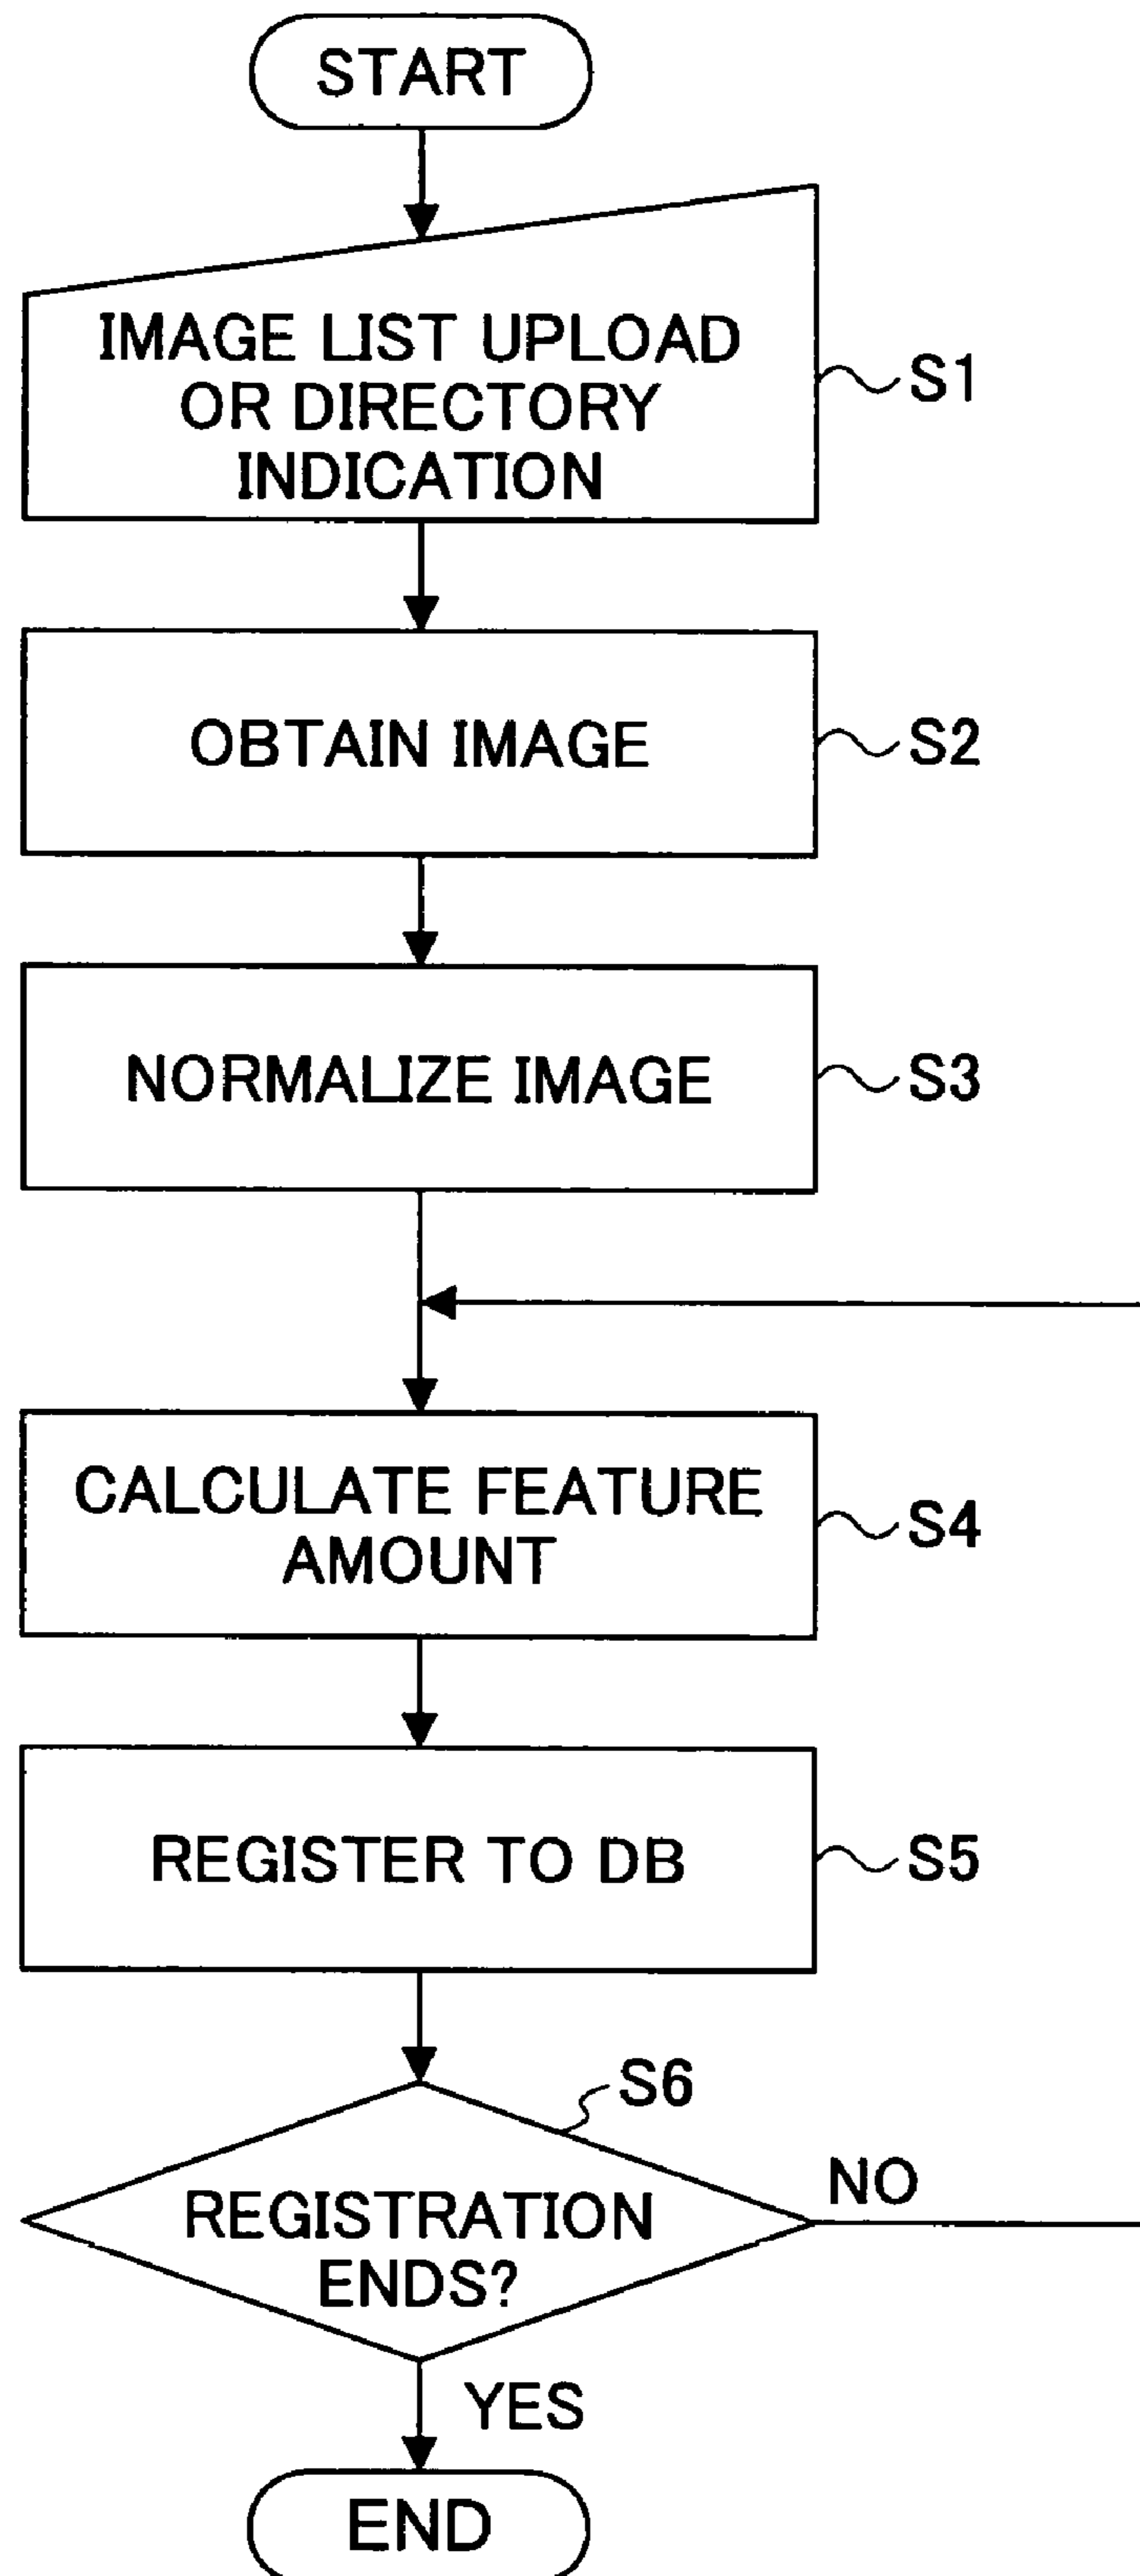 START
IMAGE LIST UPLOAD
OR DIRECTORY
INDICATION
S1
OBTAIN IMAGE
S2
NORMALIZE IMAGE
S3
CALCULATE FEATURE
AMOUNT
S4
REGISTER TO DB
S5
S6
REGISTRATION
ENDS?
NO
YES
END